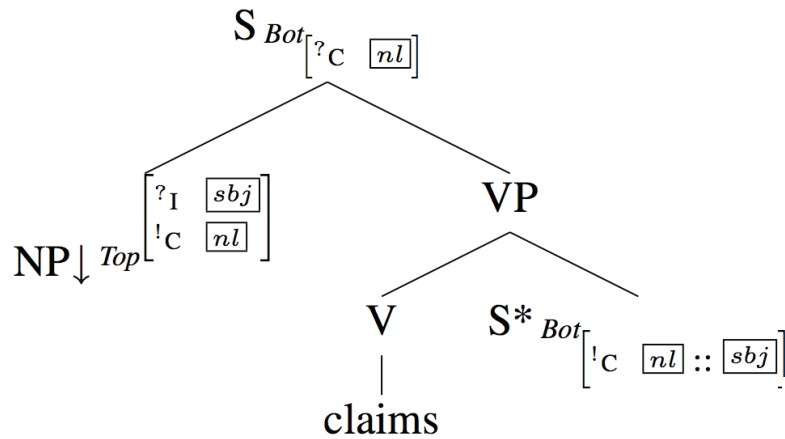 S Bot [?C nl]
NP↓ Top [?I sbj
!C nl]
VP
V
S* Bot [!C nl :: sbj]
claims